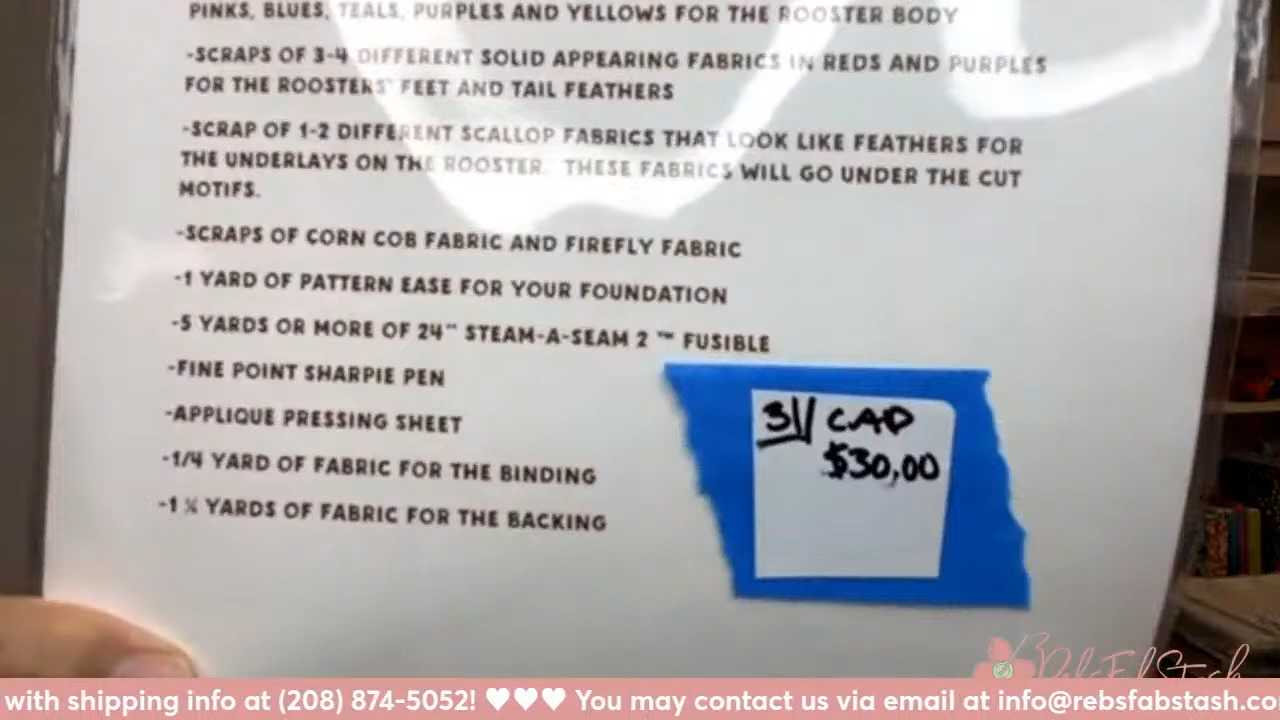 PINKS, BLUES, TEALS, PURPLES AND YELLOWS FOR THE ROOSTER BODY
-SCRAPS OF 3-4 DIFFERENT SOLID APPEARING FABRICS IN REDS AND PURPLES
FOR THE ROOSTERS' FEET AND TAIL FEATHERS
-SCRAP OF 1-2 DIFFERENT SCALLOP FABRICS THAT LOOK LIKE FEATHERS FOR
THE UNDERLAYS ON THE ROOSTER. THESE FABRICS WILL GO UNDER THE CUT
MOTIFS.
-SCRAPS OF CORN COB FABRIC AND FIREFLY FABRIC
-1 YARD OF PATTERN EASE FOR YOUR FOUNDATION
-5 YARDS OR MORE OF 24" STEAM-A-SEAM 2 ™ FUSIBLE
-FINE POINT SHARPIE PEN
-APPLIQUE PRESSING SHEET
-1/4 YARD OF FABRIC FOR THE BINDING
-1 YARDS OF FABRIC FOR THE BACKING
CAD
$30,00
with shipping info at (208) 874-5052! ♥♥♥ You may contact us via email at info@rebsfabstash.co